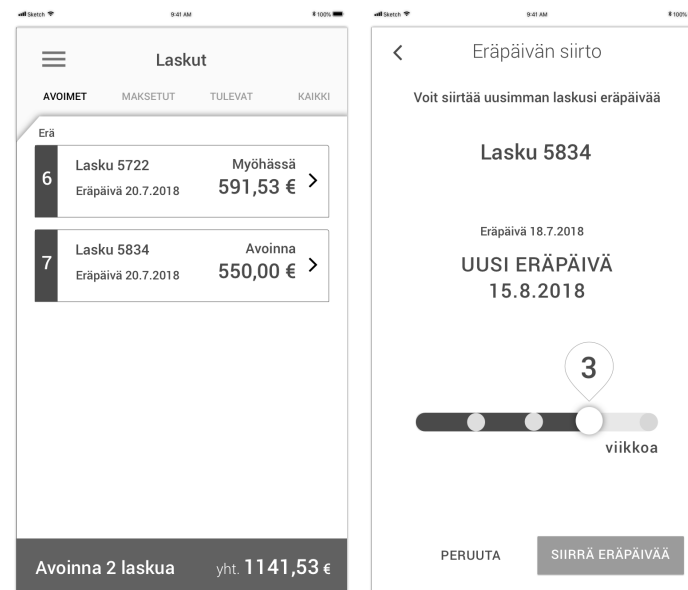 Sketch 9:41 AM 100%
Laskut
AVOIMET MAKSETUT TULEVAT KAIKKI
Erä
6
Lasku 5722 Myöhässä
Eräpäivä 20.7.2018 591,53 €
7
Lasku 5834 Avoinna
Eräpäivä 20.7.2018 550,00 €
Avoinna 2 laskua yht. 1141,53 €
Sketch 9:41 AM 100%
Eräpäivän siirto
Voit siirtää uusimman laskusi eräpäivää
Lasku 5834
Eräpäivä 18.7.2018
UUSI ERÄPÄIVÄ
15.8.2018
3
viikkoa
PERUUTA SIIRRÄ ERÄPÄIVÄÄ